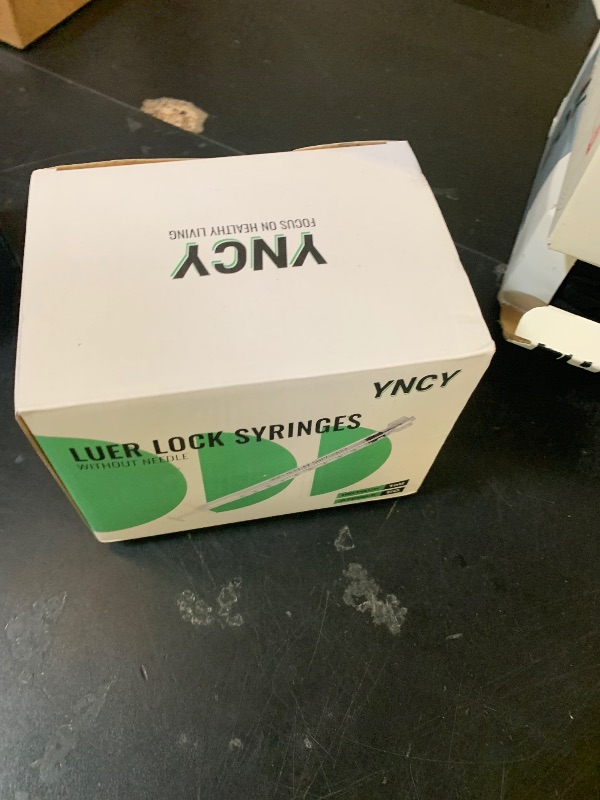 YNCY
FOCUS ON HEALTHY LIVING
YNCY
LUER LOCK SYRINGES
WITHOUT NEEDLE